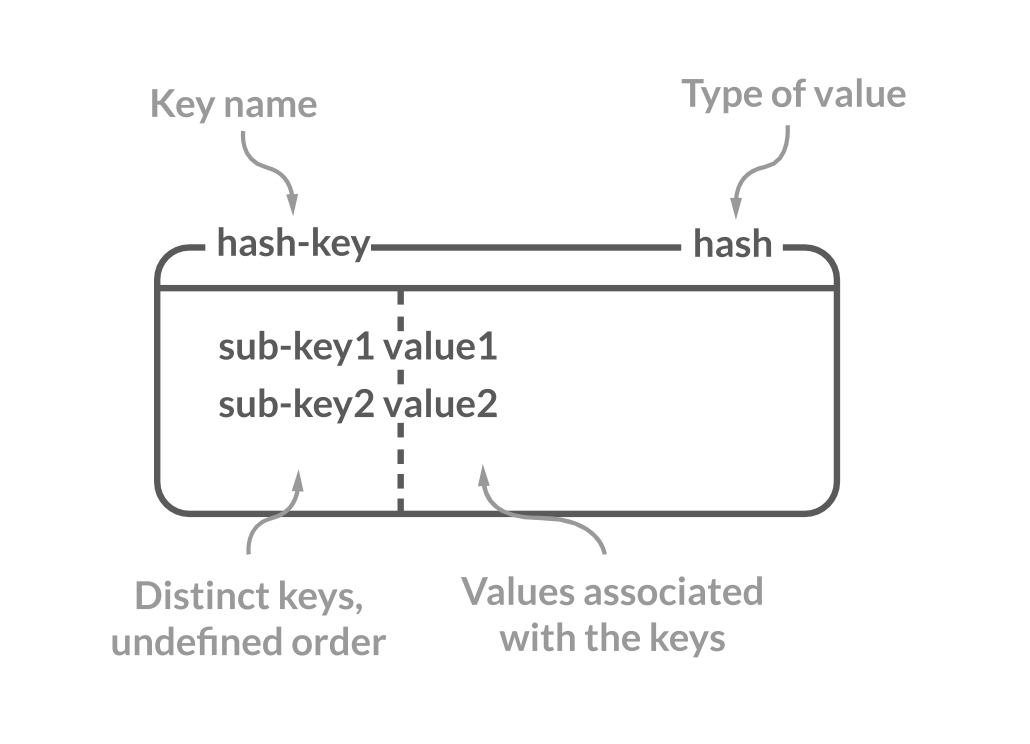 Key name
Type of value
hash-key
hash
sub-key1 value1
sub-key2 value2
Distinct keys,
undefined order
Values associated
with the keys